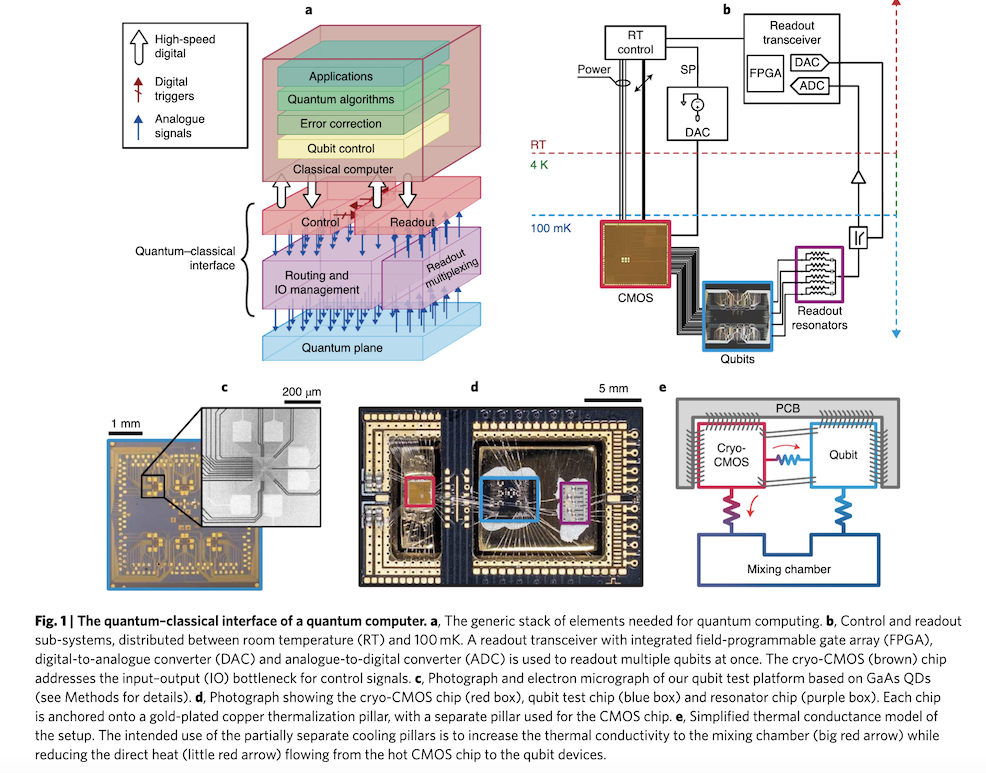 a
High-speed
digital
Digital
triggers
Analogue
signals
Applications
Quantum algorithms
Error correction
Qubit control
Classical computer
Control
Readout
Quantum–classical
interface
Routing and
IO management
Readout
multiplexing
Quantum plane
b
RT
control
Readout
transceiver
FPGA
DAC
ADC
Power
SP
DAC
RT
4 K
100 mK
CMOS
Qubits
Readout
resonators
c
1 mm
200 μm
d
5 mm
e
PCB
Cryo-
CMOS
Qubit
Mixing chamber
Fig. 1 | The quantum–classical interface of a quantum computer. a, The generic stack of elements needed for quantum computing. b, Control and readout
sub-systems, distributed between room temperature (RT) and 100 mK. A readout transceiver with integrated field-programmable gate array (FPGA),
digital-to-analogue converter (DAC) and analogue-to-digital converter (ADC) is used to readout multiple qubits at once. The cryo-CMOS (brown) chip
addresses the input–output (IO) bottleneck for control signals. c, Photograph and electron micrograph of our qubit test platform based on GaAs QDs
(see Methods for details). d, Photograph showing the cryo-CMOS chip (red box), qubit test chip (blue box) and resonator chip (purple box). Each chip
is anchored onto a gold-plated copper thermalization pillar, with a separate pillar used for the CMOS chip. e, Simplified thermal conductance model of
the setup. The intended use of the partially separate cooling pillars is to increase the thermal conductivity to the mixing chamber (big red arrow) while
reducing the direct heat (little red arrow) flowing from the hot CMOS chip to the qubit devices.